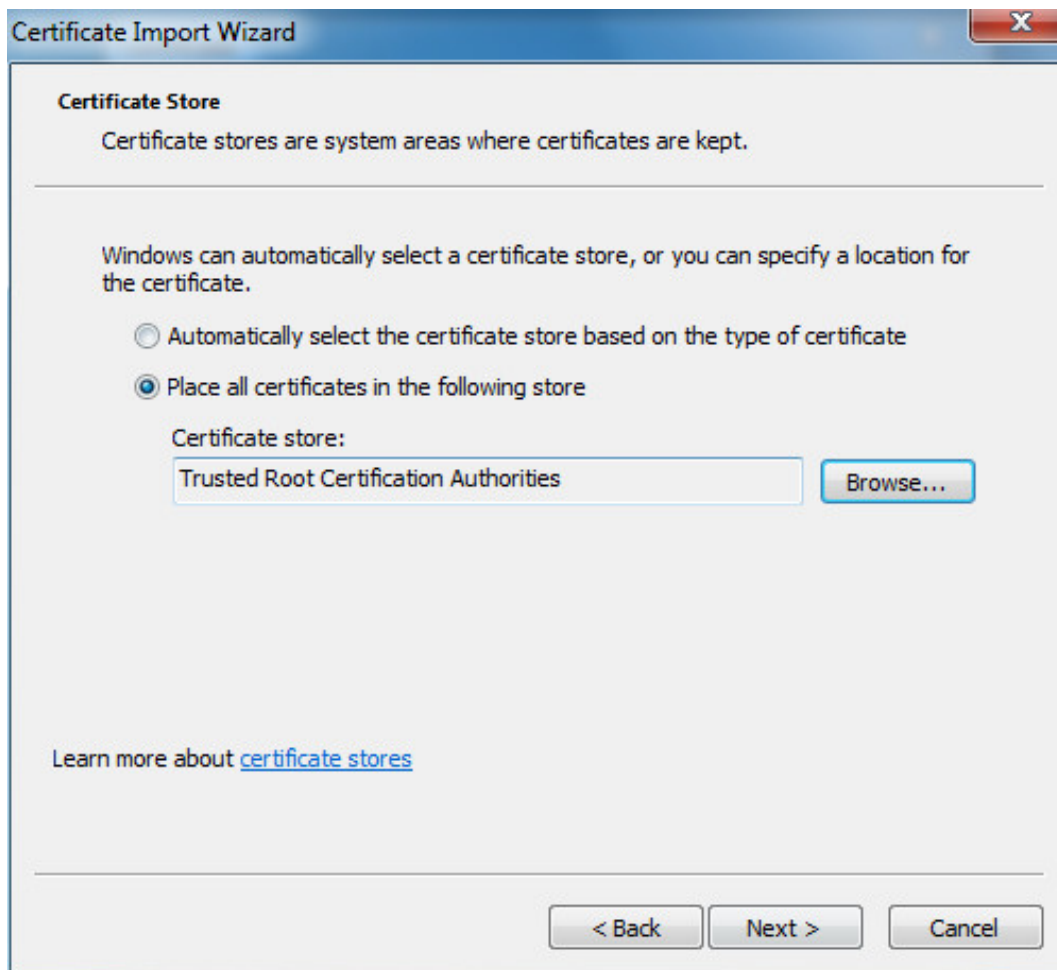 Certificate Import Wizard
X
Certificate Store
Certificate stores are system areas where certificates are kept.
Windows can automatically select a certificate store, or you can specify a location for
the certificate.
Automatically select the certificate store based on the type of certificate
Place all certificates in the following store
Certificate store:
Trusted Root Certification Authorities
Browse...
Learn more about certificate stores
< Back
Next >
Cancel